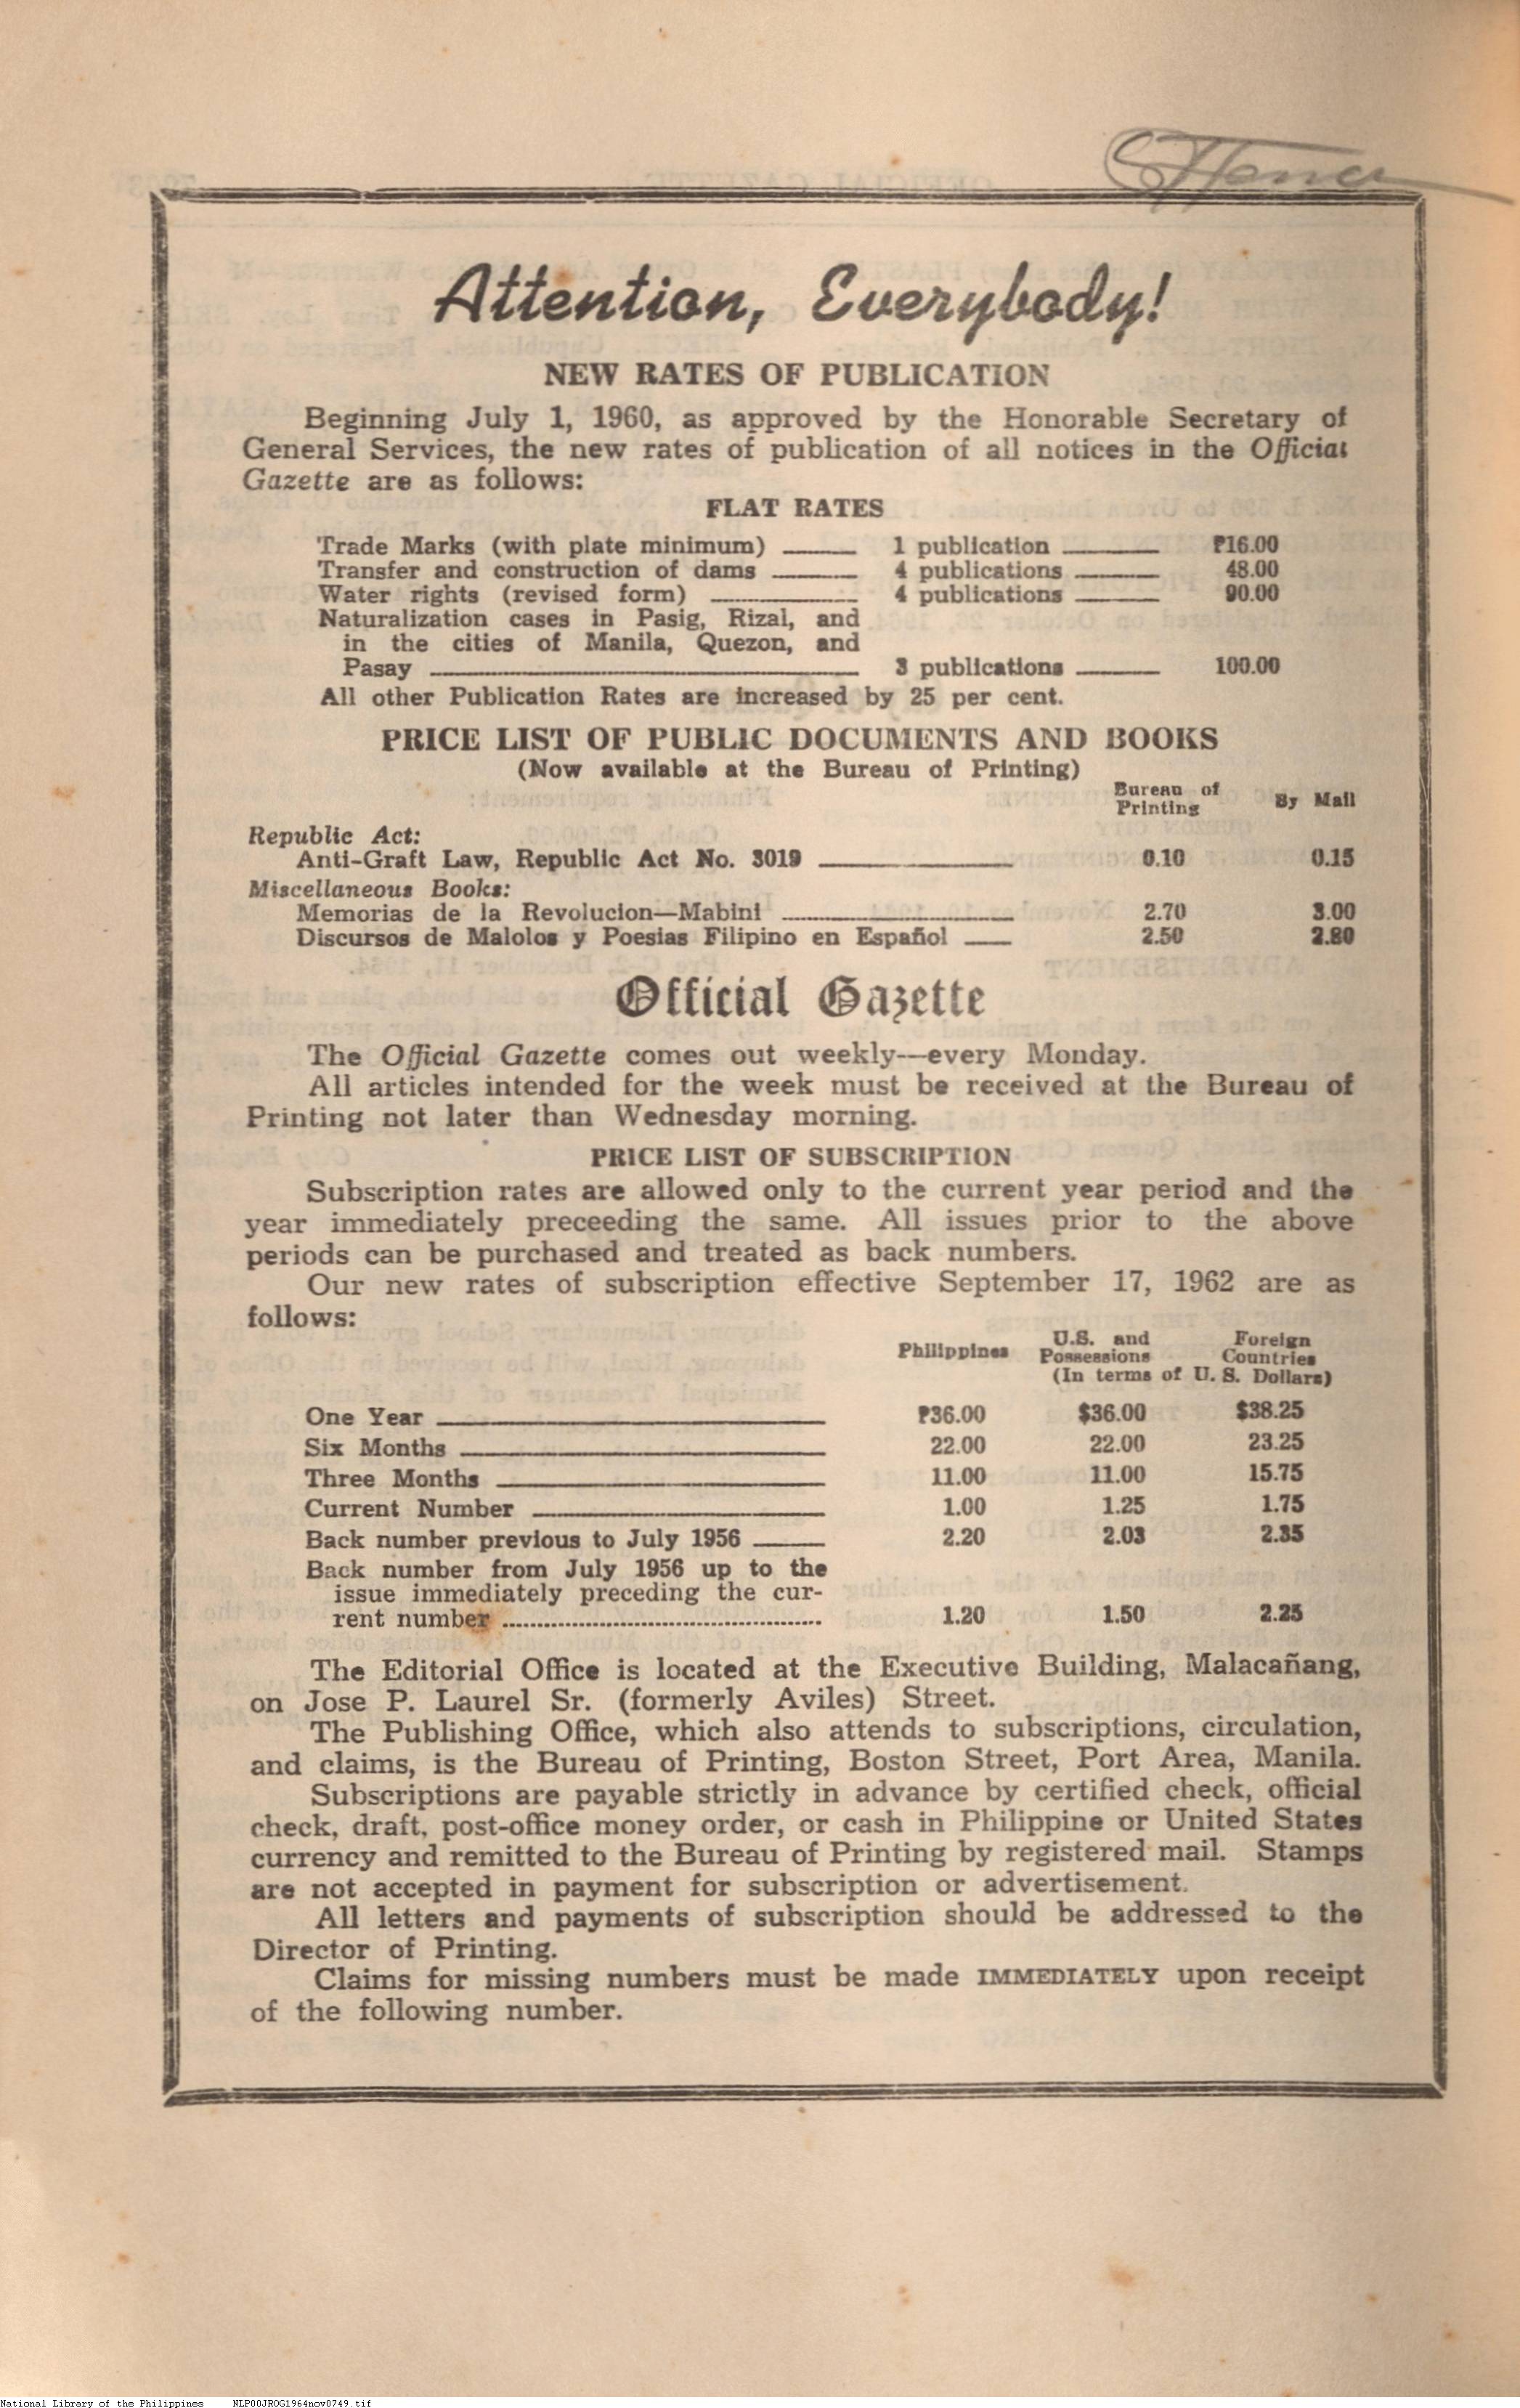 Attention, Everybody!
NEW RATES OF PUBLICATION
Beginning July 1, 1960, as approved by the Honorable Secretary of
General Services, the new rates of publication of all notices in the Official
Gazette are as follows:
FLAT RATES
Trade Marks (with plate minimum) 1 publication ₱16.00
Transfer and construction of dams 4 publications 48.00
Water rights (revised form) 4 publications 90.00
Naturalization cases in Pasig, Rizal, and
in the cities of Manila, Quezon, and
Pasay 3 publications 100.00
All other Publication Rates are increased by 25 per cent.
PRICE LIST OF PUBLIC DOCUMENTS AND BOOKS
(Now available at the Bureau of Printing)
Bureau of
Printing By Mail
Republic Act:
Anti-Graft Law, Republic Act No. 3019 0.10 0.15
Miscellaneous Books:
Memorias de la Revolucion—Mabini 2.70 3.00
Discursos de Malolos y Poesias Filipino en Español 2.50 2.80
Official Gazette
The Official Gazette comes out weekly—every Monday.
All articles intended for the week must be received at the Bureau of
Printing not later than Wednesday morning.
PRICE LIST OF SUBSCRIPTION
Subscription rates are allowed only to the current year period and the
year immediately preceeding the same. All issues prior to the above
periods can be purchased and treated as back numbers.
Our new rates of subscription effective September 17, 1962 are as
follows:
Philippines U.S. and Possessions Foreign Countries
(In terms of U. S. Dollars)
One Year ₱36.00 $36.00 $38.25
Six Months 22.00 22.00 23.25
Three Months 11.00 11.00 15.75
Current Number 1.00 1.25 1.75
Back number previous to July 1956 2.20 2.03 2.35
Back number from July 1956 up to the
issue immediately preceding the cur-
rent number 1.20 1.50 2.25
The Editorial Office is located at the Executive Building, Malacañang,
on Jose P. Laurel Sr. (formerly Aviles) Street.
The Publishing Office, which also attends to subscriptions, circulation,
and claims, is the Bureau of Printing, Boston Street, Port Area, Manila.
Subscriptions are payable strictly in advance by certified check, official
check, draft, post-office money order, or cash in Philippine or United States
currency and remitted to the Bureau of Printing by registered mail. Stamps
are not accepted in payment for subscription or advertisement.
All letters and payments of subscription should be addressed to the
Director of Printing.
Claims for missing numbers must be made IMMEDIATELY upon receipt
of the following number.
National Library of the Philippines NLP00JROG1964nov0749.tif